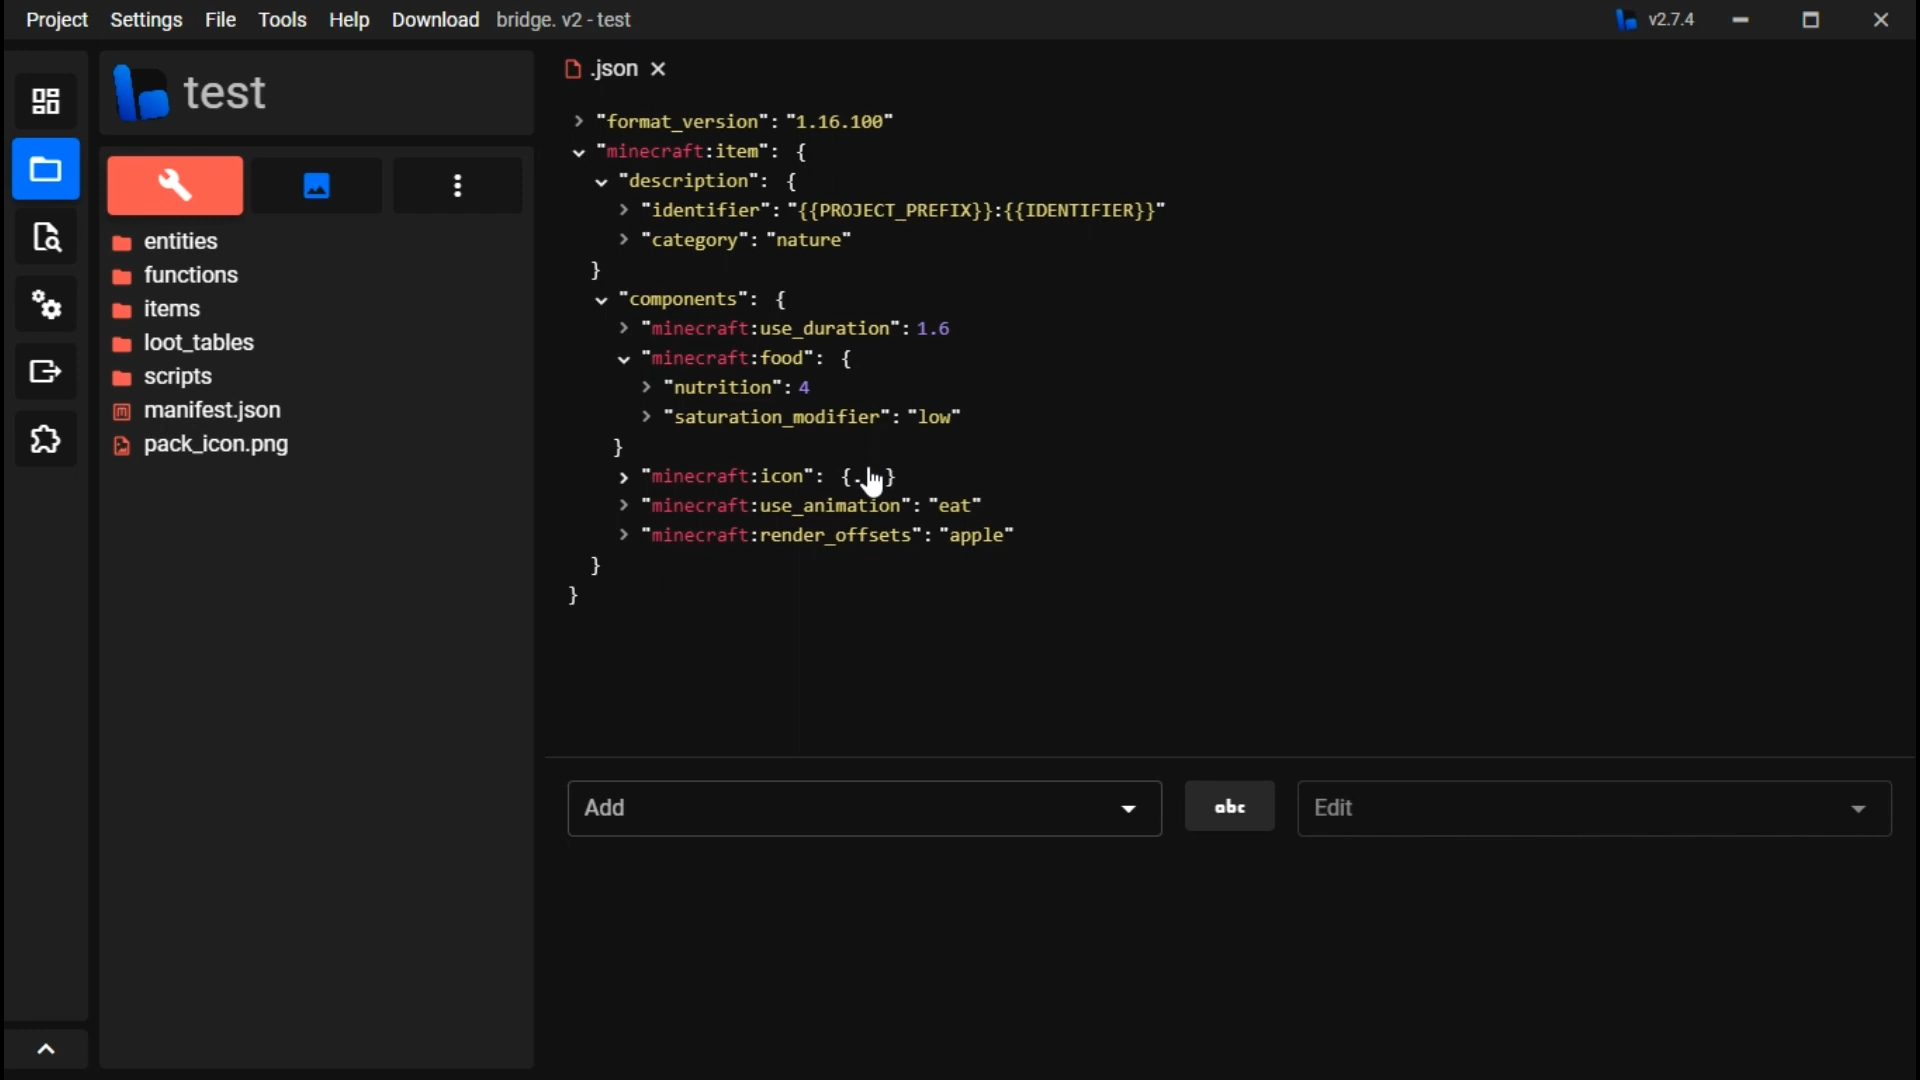 Project Settings File Tools Help Download bridge. v2 - test v2.7.4
test
.json
entities
functions
items
loot_tables
scripts
manifest.json
pack_icon.png
"format_version": "1.16.100"
"minecraft:item": {
"description": {
"identifier": "{{PROJECT_PREFIX}}:{{IDENTIFIER}}"
"category": "nature"
}
"components": {
"minecraft:use_duration": 1.6
"minecraft:food": {
"nutrition": 4
"saturation_modifier": "low"
}
"minecraft:icon": {...}
"minecraft:use_animation": "eat"
"minecraft:render_offsets": "apple"
}
}
Add abc Edit